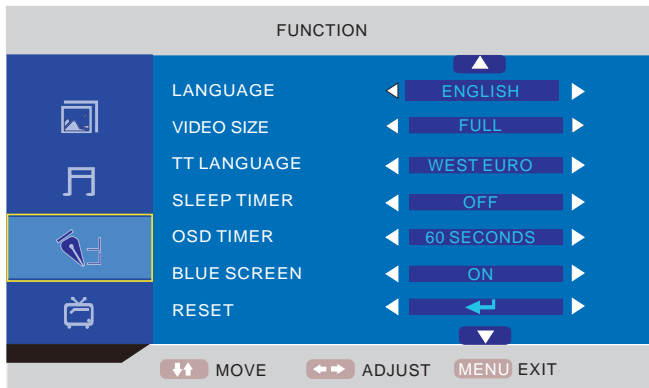 FUNCTION
LANGUAGE ENGLISH
VIDEO SIZE FULL
TT LANGUAGE WEST EURO
SLEEP TIMER OFF
OSD TIMER 60 SECONDS
BLUE SCREEN ON
RESET
MOVE ADJUST MENU EXIT